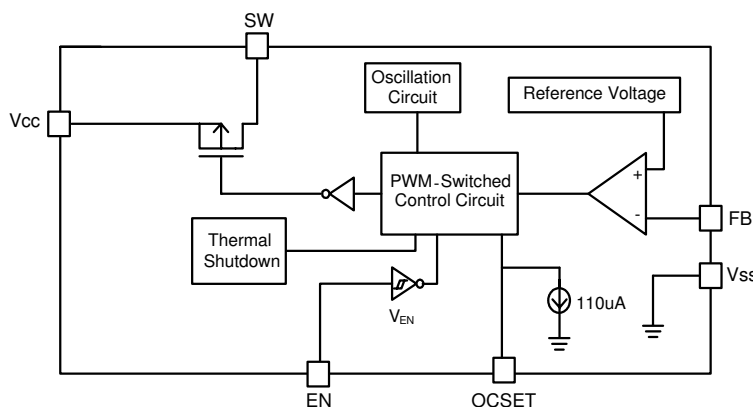 SW
Oscillation
Circuit
Reference Voltage
Vcc
PWM-Switched
Control Circuit
+
-
FB
Thermal
Shutdown
Vss
VEN
110uA
EN
OCSET